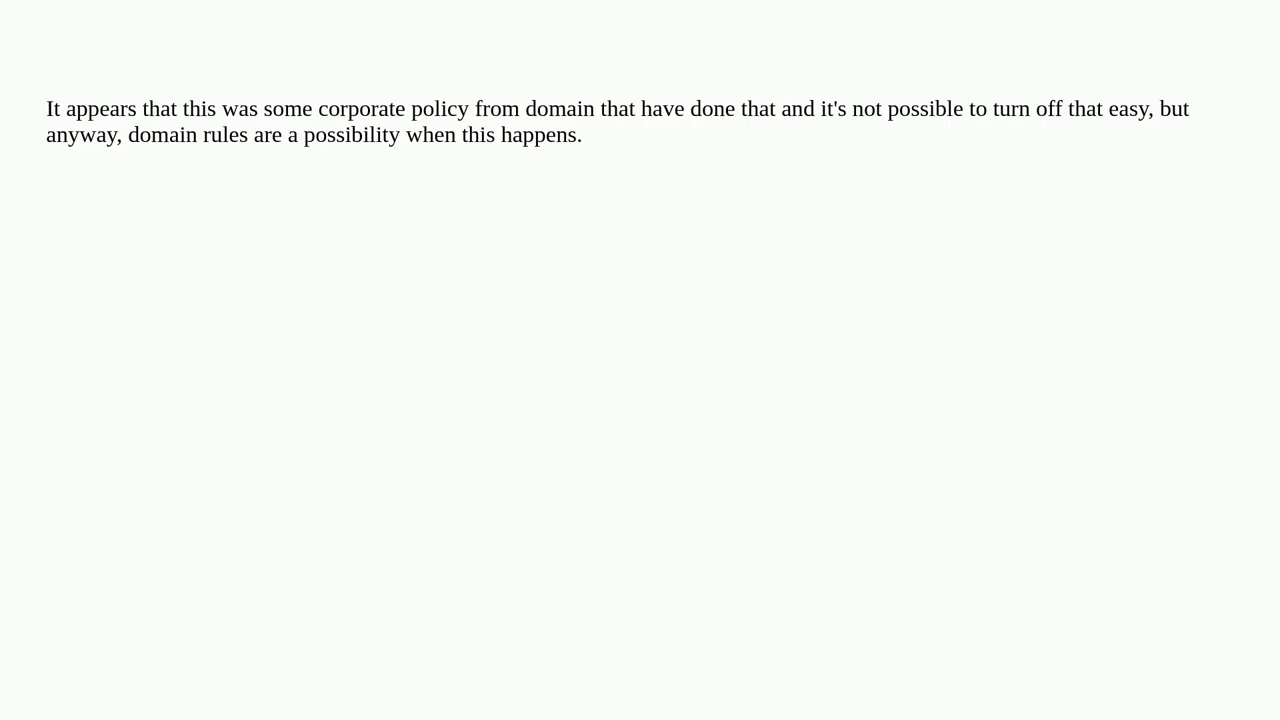 It appears that this was some corporate policy from domain that have done that and it's not possible to turn off that easy, but
anyway, domain rules are a possibility when this happens.